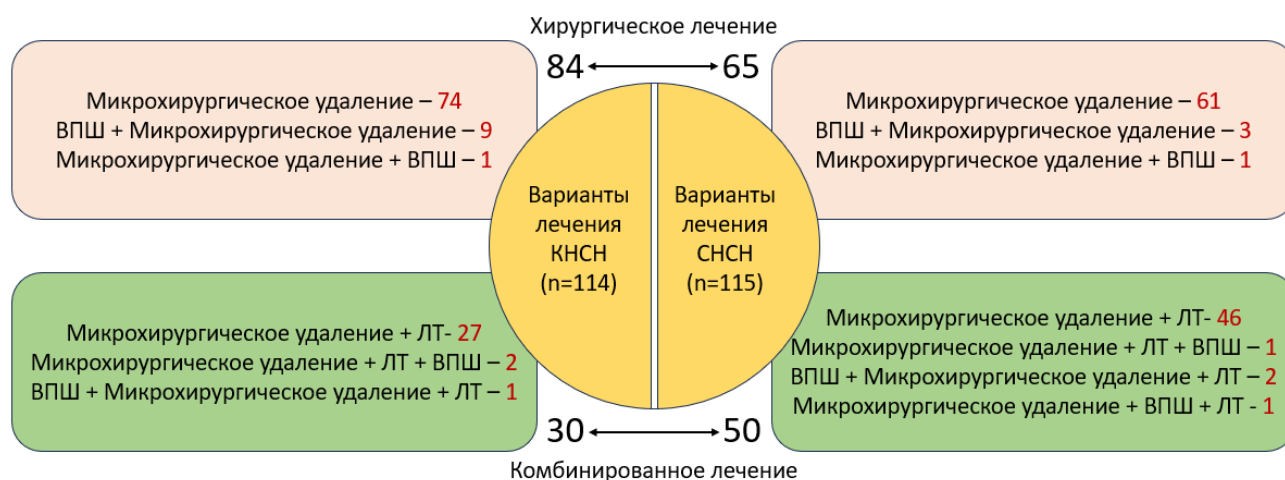 Хирургическое лечение
84
65
Микрохирургическое удаление – 74
ВПШ + Микрохирургическое удаление – 9
Микрохирургическое удаление + ВПШ – 1
Микрохирургическое удаление – 61
ВПШ + Микрохирургическое удаление – 3
Микрохирургическое удаление + ВПШ – 1
Варианты
лечения
КНСН
(n=114)
Варианты
лечения
СНСН
(n=115)
Микрохирургическое удаление + ЛТ- 27
Микрохирургическое удаление + ЛТ + ВПШ – 2
ВПШ + Микрохирургическое удаление + ЛТ – 1
Микрохирургическое удаление + ЛТ- 46
Микрохирургическое удаление + ЛТ + ВПШ – 1
ВПШ + Микрохирургическое удаление + ЛТ – 2
Микрохирургическое удаление + ВПШ + ЛТ - 1
30
50
Комбинированное лечение